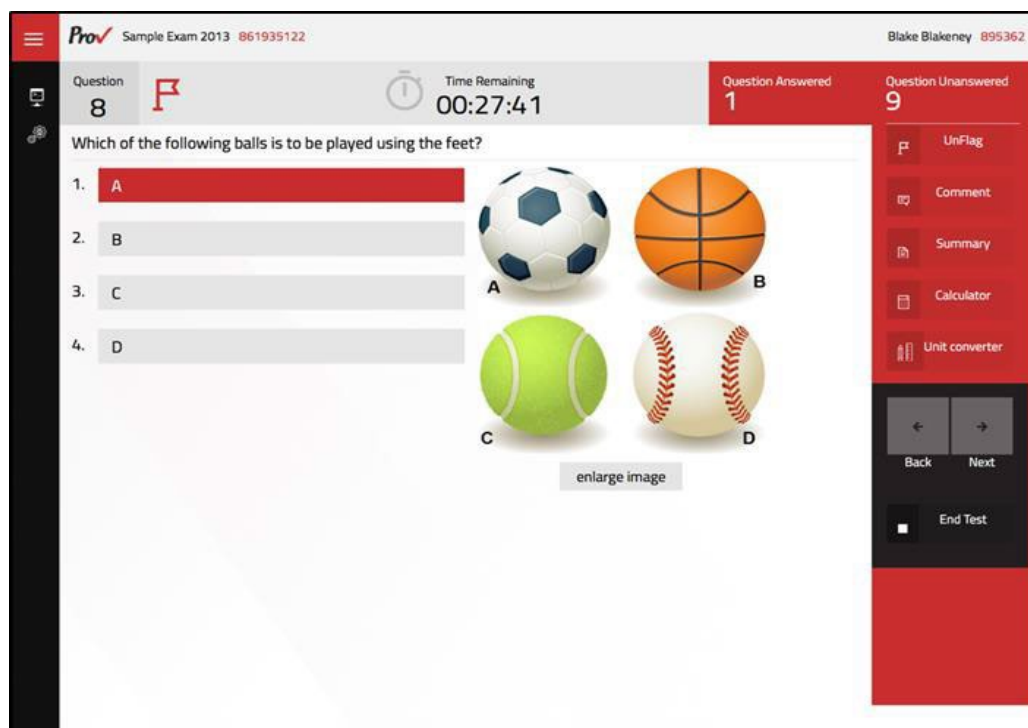 Prov Sample Exam 2013 861935122
Blake Blakeney 895362
Question
8
Time Remaining
00:27:41
Question Answered
1
Question Unanswered
9
Which of the following balls is to be played using the feet?
1. A
2. B
3. C
4. D
A
B
C
D
enlarge image
UnFlag
Comment
Summary
Calculator
Unit converter
Back
Next
End Test